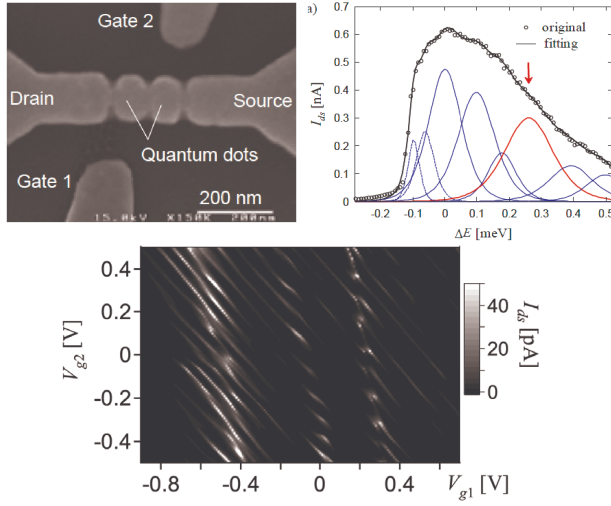 Gate 2
Drain
Source
Quantum dots
Gate 1
200 nm
15.0kV X150K 200nm
a)
0.7
0.6
0.5
0.4
0.3
0.2
0.1
0
Ids [nA]
original
fitting
-0.2 -0.1 0 0.1 0.2 0.3 0.4 0.5
ΔE [meV]
0.4
0.2
0
-0.2
-0.4
Vg2 [V]
-0.8 -0.4 0 0.4
Vg1 [V]
40
20
0
Ids [pA]